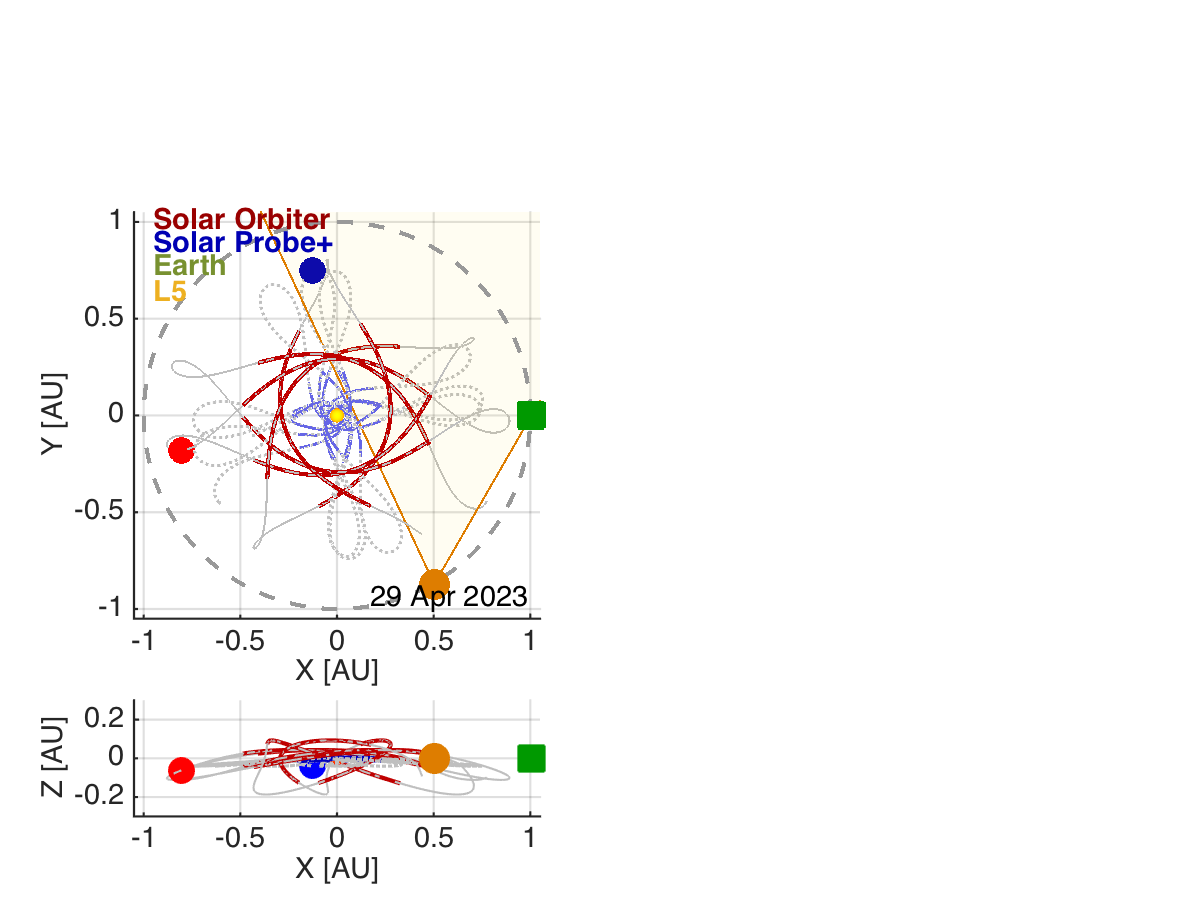 Solar Orbiter
Solar Probe+
Earth
L5
1
0.5
0
-0.5
-1
Y [AU]
29 Apr 2023
-1 -0.5 0 0.5 1
X [AU]
0.2
0
-0.2
Z [AU]
-1 -0.5 0 0.5 1
X [AU]